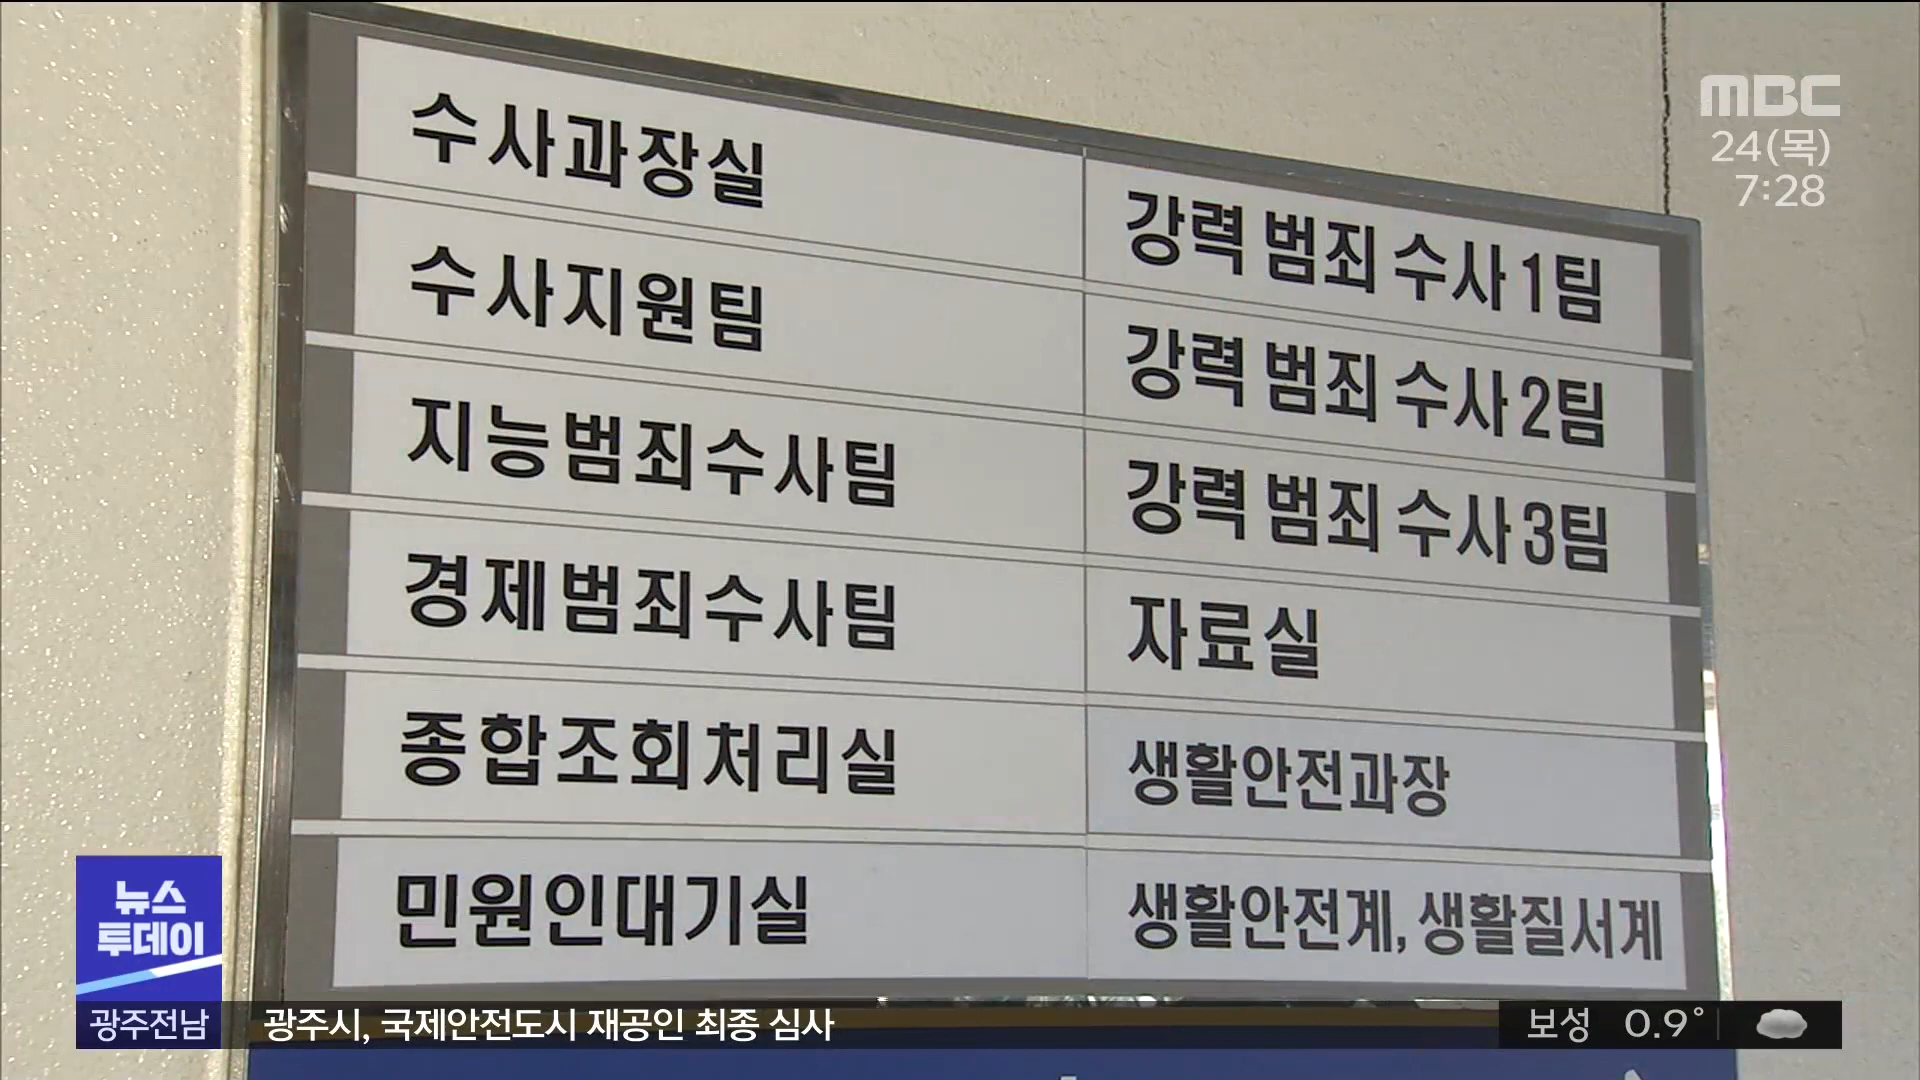 MBC
24(목)
7:28
수사과장실
수사지원팀
지능범죄수사팀
경제범죄수사팀
종합조회처리실
민원인대기실
강력범죄수사1팀
강력범죄수사2팀
강력범죄수사3팀
자료실
생활안전과장
생활안전계, 생활질서계
뉴스
투데이
광주전남
광주시, 국제안전도시 재공인 최종 심사
보성 0.9°